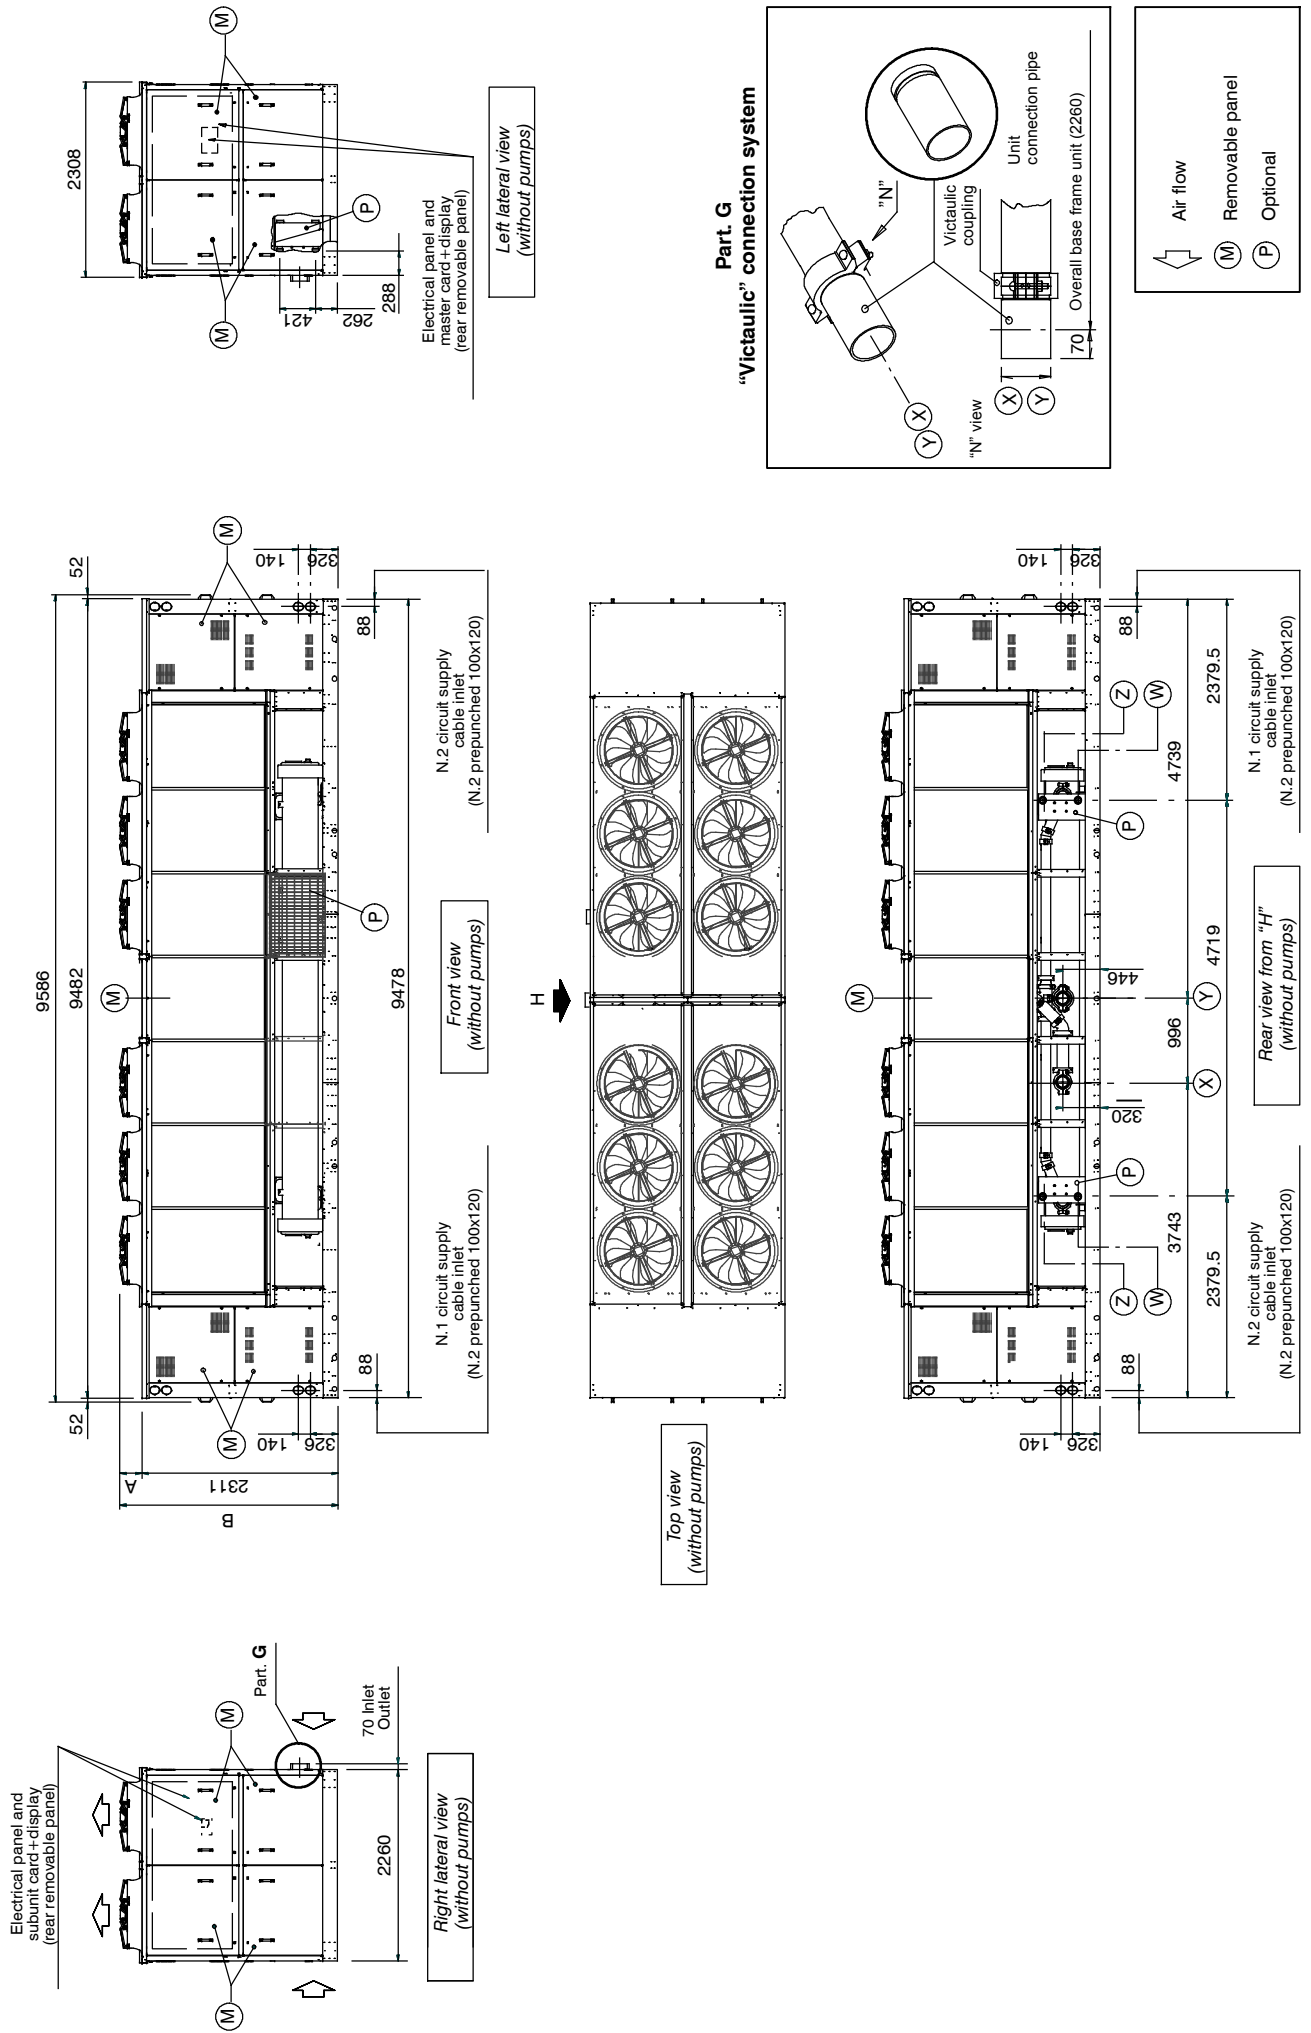 Electrical panel and
subunit card+display
(rear removable panel)
M
M
Part. G
70 Inlet
Outlet
2260
Right lateral view
(without pumps)
9586
52
9482
52
M
A
B
2311
M
M
140
326
140
326
88
88
P
9478
N.1 circuit supply
cable inlet
(N.2 prepunched 100x120)
Front view
(without pumps)
N.2 circuit supply
cable inlet
(N.2 prepunched 100x120)
2308
M
M
421
262
288
P
Electrical panel and
master card+display
(rear removable panel)
Left lateral view
(without pumps)
Top view
(without pumps)
H
Part. G
“Victaulic” connection system
"N"
X
Y
Victaulic
coupling
Unit
connection pipe
“N” view
X
Y
70
Overall base frame unit (2260)
M
140
326
140
326
88
88
Z
W
P
320
446
X
Y
P
Z
W
3743
996
4739
2379.5
4719
2379.5
N.2 circuit supply
cable inlet
(N.2 prepunched 100x120)
Rear view from “H”
(without pumps)
N.1 circuit supply
cable inlet
(N.2 prepunched 100x120)
Air flow
M Removable panel
P Optional